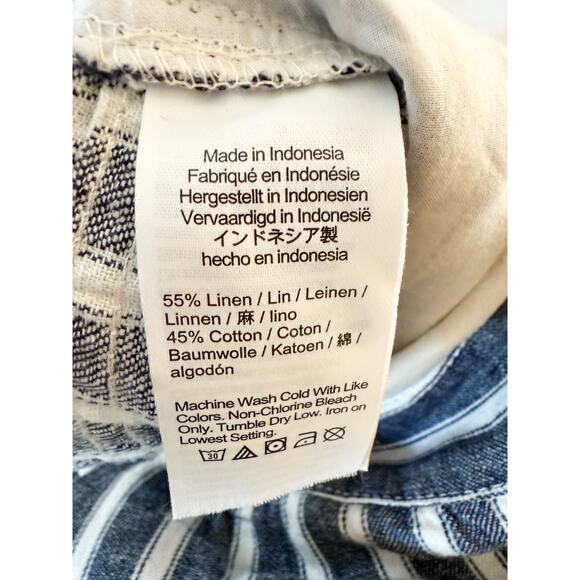 Made in Indonesia
Fabriqué en Indonésie
Hergestellt in Indonesien
Vervaardigd in Indonesië
インドネシア製
hecho en indonesia
55% Linen / Lin / Leinen /
Linnen / 麻 / lino
45% Cotton / Coton /
Baumwolle / Katoen / 綿 /
algodón
Machine Wash Cold With Like
Colors. Non-Chlorine Bleach
Only. Tumble Dry Low. Iron on
Lowest Setting.
30